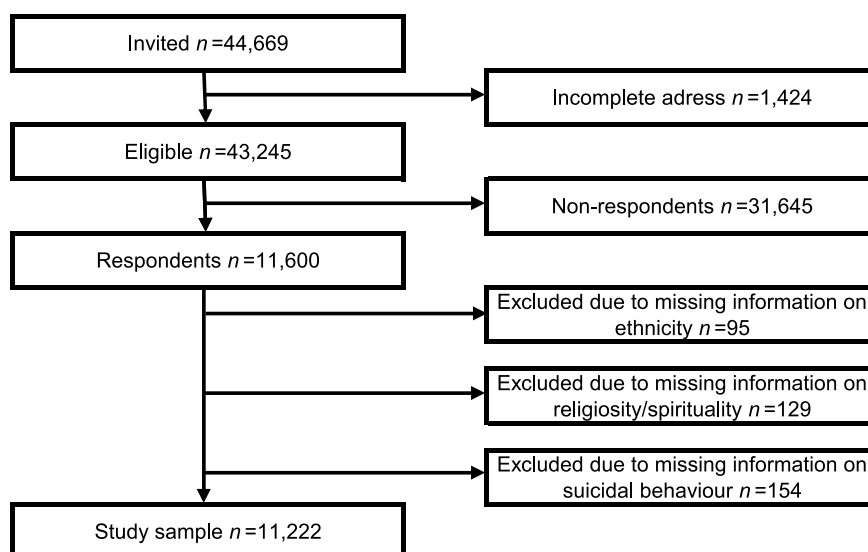 Invited n=44,669
Incomplete adress n=1,424
Eligible n=43,245
Non-respondents n=31,645
Respondents n=11,600
Excluded due to missing information on
ethnicity n=95
Excluded due to missing information on
religiosity/spirituality n=129
Excluded due to missing information on
suicidal behaviour n=154
Study sample n=11,222